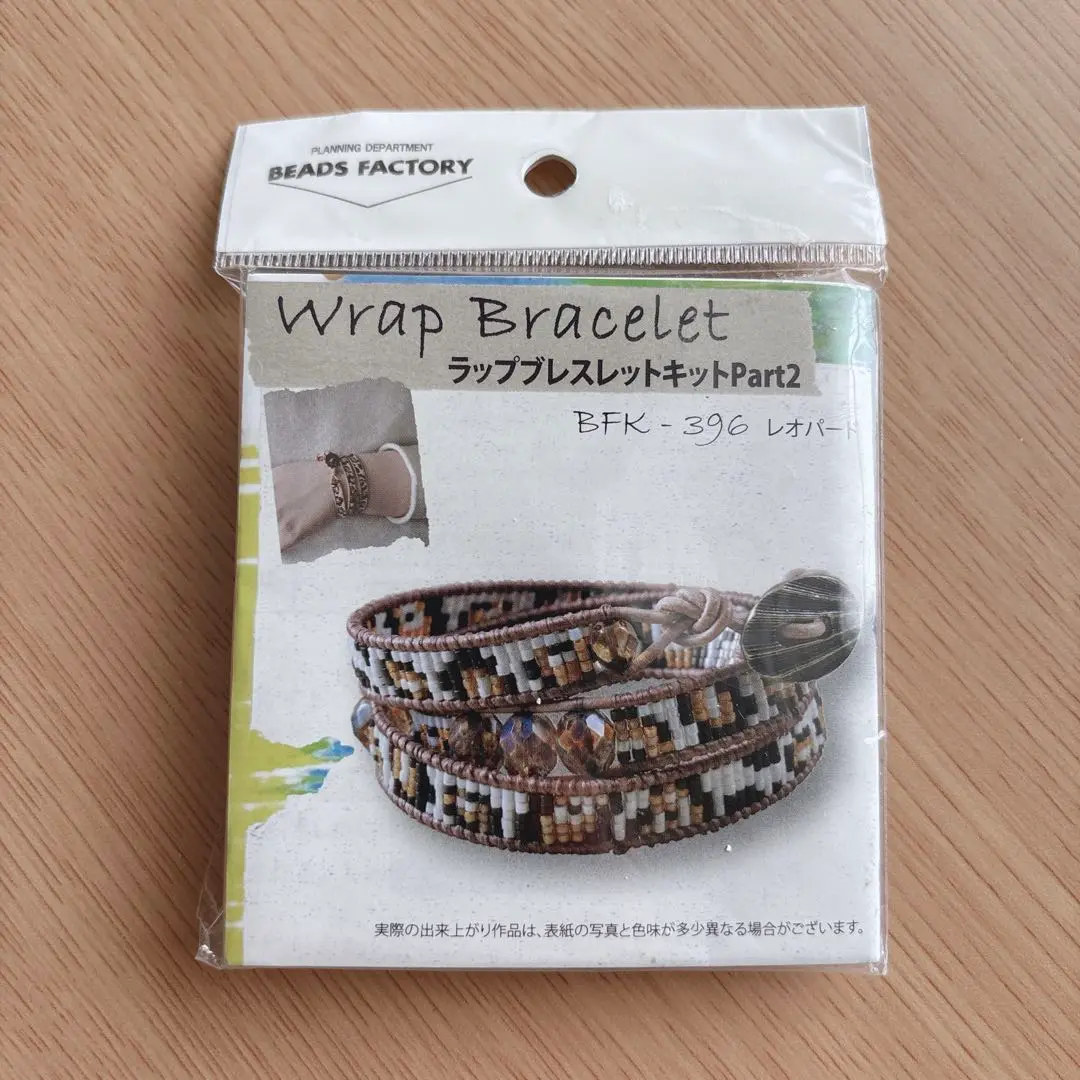 PLANNING DEPARTMENT
BEADS FACTORY
Wrap Bracelet
ラップブレスレットキットPart2
BFK - 396 レオパード
実際の出来上がり作品は、表紙の写真と色味が多少異なる場合がございます。